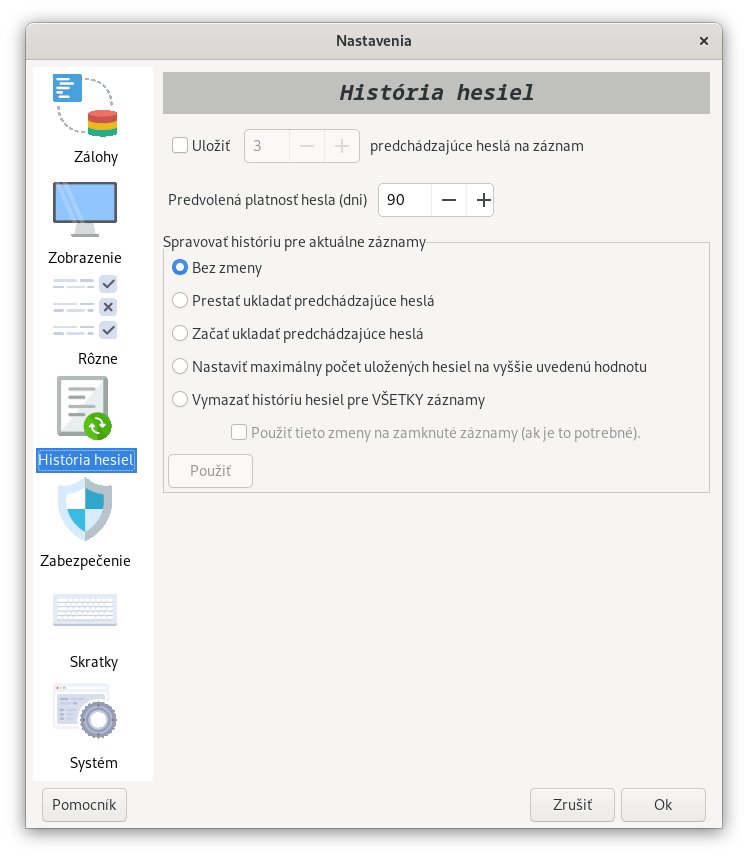 Nastavenia
Zálohy
Zobrazenie
Rôzne
História hesiel
Zabezpečenie
Skratky
Systém
História hesiel
Uložiť 3 predchádzajúce heslá na záznam
Predvolená platnosť hesla (dni) 90
Spravovať históriu pre aktuálne záznamy
Bez zmeny
Prestať ukladať predchádzajúce heslá
Začať ukladať predchádzajúce heslá
Nastaviť maximálny počet uložených hesiel na vyššie uvedenú hodnotu
Vymazať históriu hesiel pre VŠETKY záznamy
Použiť tieto zmeny na zamknuté záznamy (ak je to potrebné).
Použiť
Pomocník Zrušiť Ok